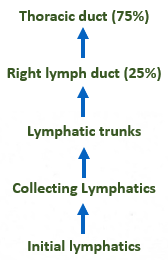 Thoracic duct (75%)
Right lymph duct (25%)
Lymphatic trunks
Collecting Lymphatics
Initial lymphatics